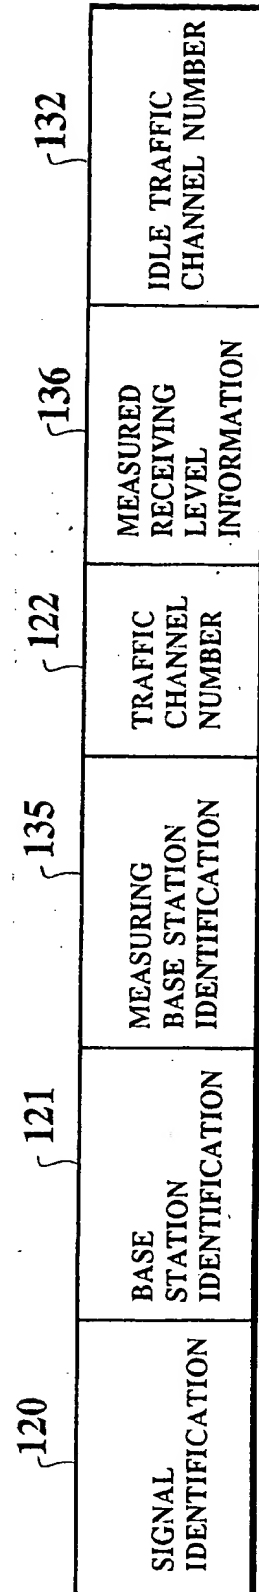 120
121
135
122
136
132
SIGNAL
IDENTIFICATION
BASE
STATION
IDENTIFICATION
MEASURING
BASE STATION
IDENTIFICATION
TRAFFIC
CHANNEL
NUMBER
MEASURED
RECEIVING
LEVEL
INFORMATION
IDLE TRAFFIC
CHANNEL NUMBER